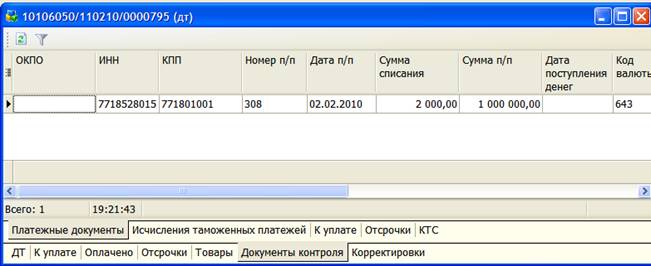 10106050/110210/0000795 (дт)
ОКПО ИНН КПП Номер п/п Дата п/п Сумма списания Сумма п/п Дата поступления денег Код валюты
7718528015 771801001 308 02.02.2010 2 000,00 1 000 000,00 643
Всего: 1 19:21:43
Платежные документы Исчисления таможенных платежей К уплате Отсрочки КТС
ДТ К уплате Оплачено Отсрочки Товары Документы контроля Корректировки